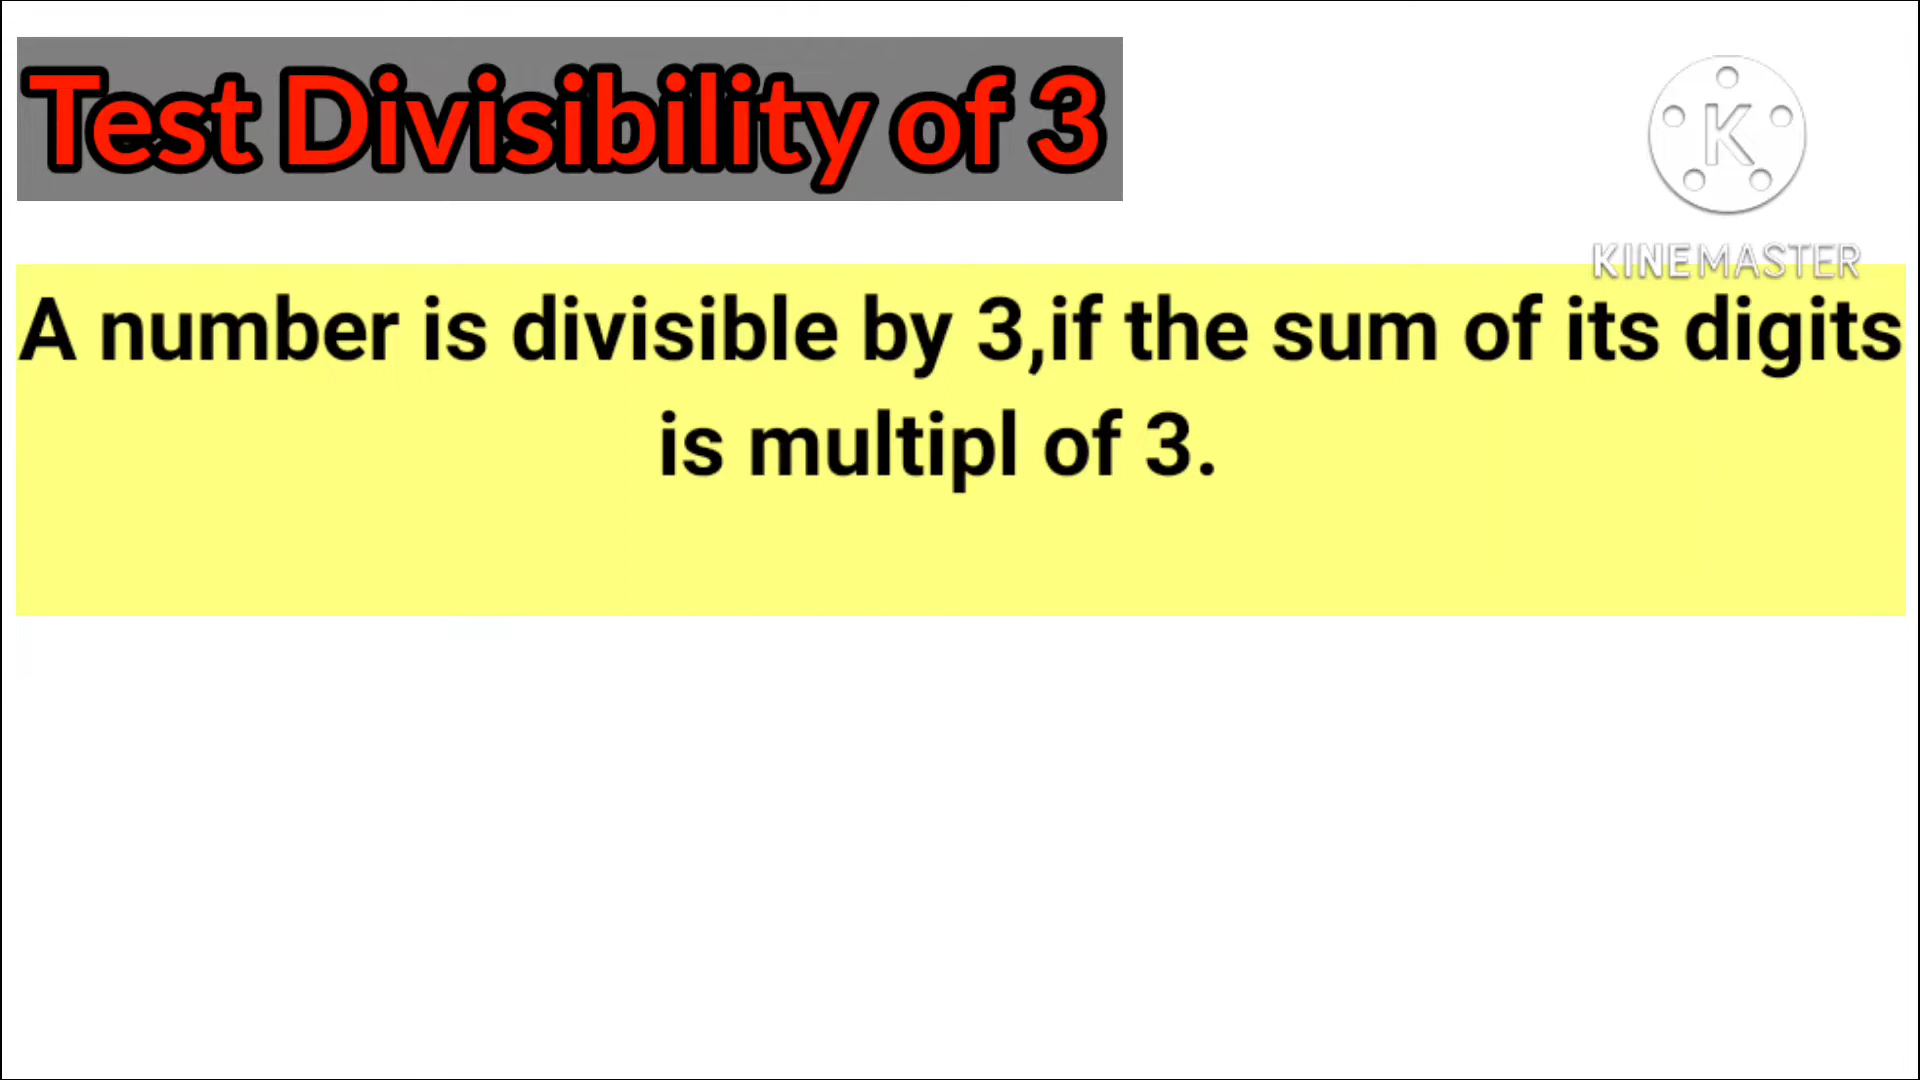 Test Divisibility of 3
K
KINEMASTER
A number is divisible by 3,if the sum of its digits
is multipl of 3.